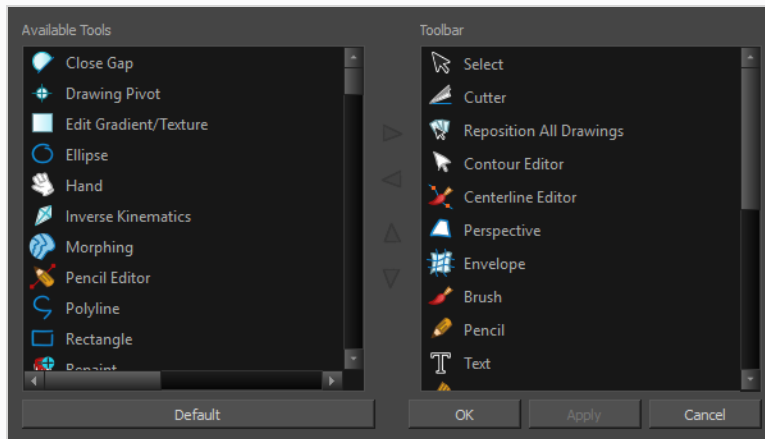 Available Tools
Close Gap
Drawing Pivot
Edit Gradient/Texture
Ellipse
Hand
Inverse Kinematics
Morphing
Pencil Editor
Polyline
Rectangle
Repaint
Default
Toolbar
Select
Cutter
Reposition All Drawings
Contour Editor
Centerline Editor
Perspective
Envelope
Brush
Pencil
Text
OK
Apply
Cancel